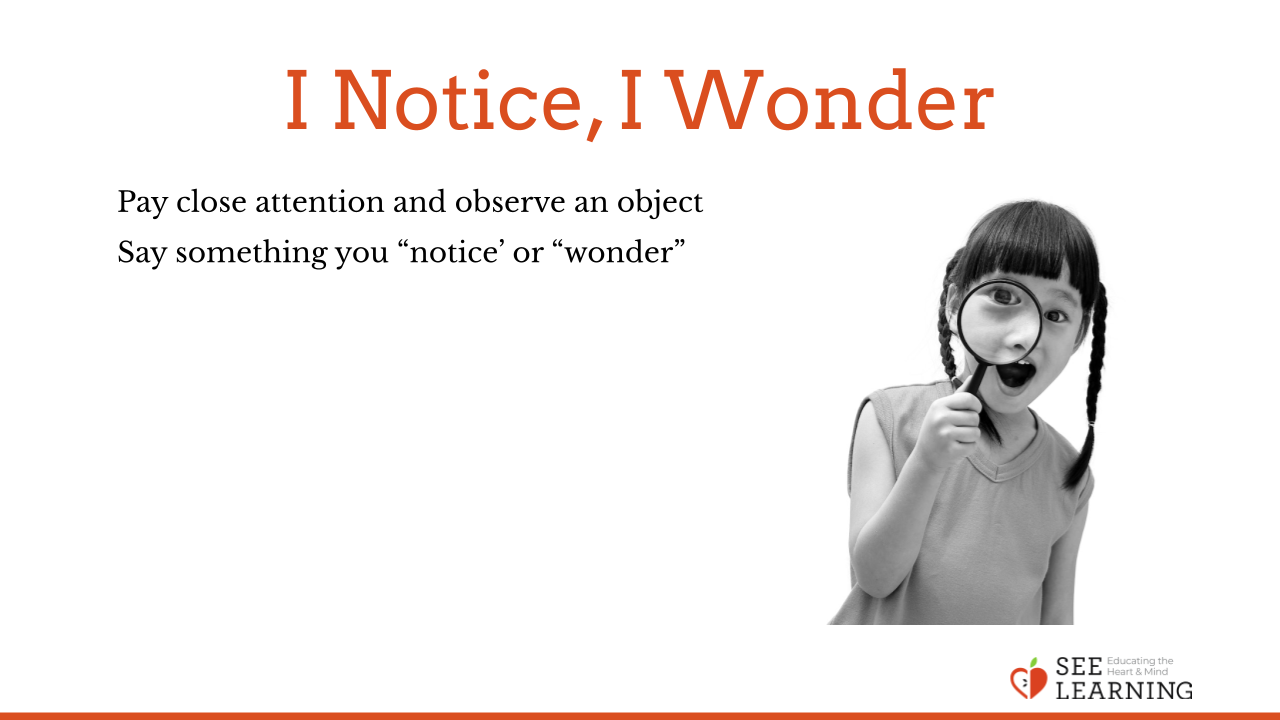 I Notice, I Wonder
Pay close attention and observe an object
Say something you “notice’ or “wonder”
SEE Educating the
Heart & Mind
LEARNING